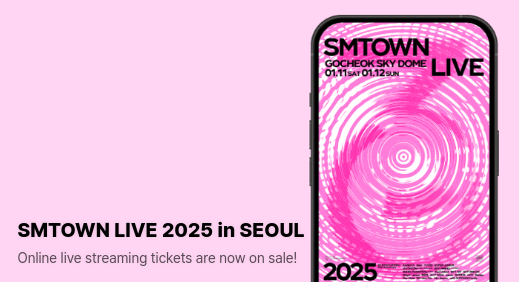 SMTOWN
GOCHEOK SKY DOME
01.11 SAT 01.12 SUN
LIVE
SMTOWN LIVE 2025 in SEOUL
Online live streaming tickets are now on sale!
2025